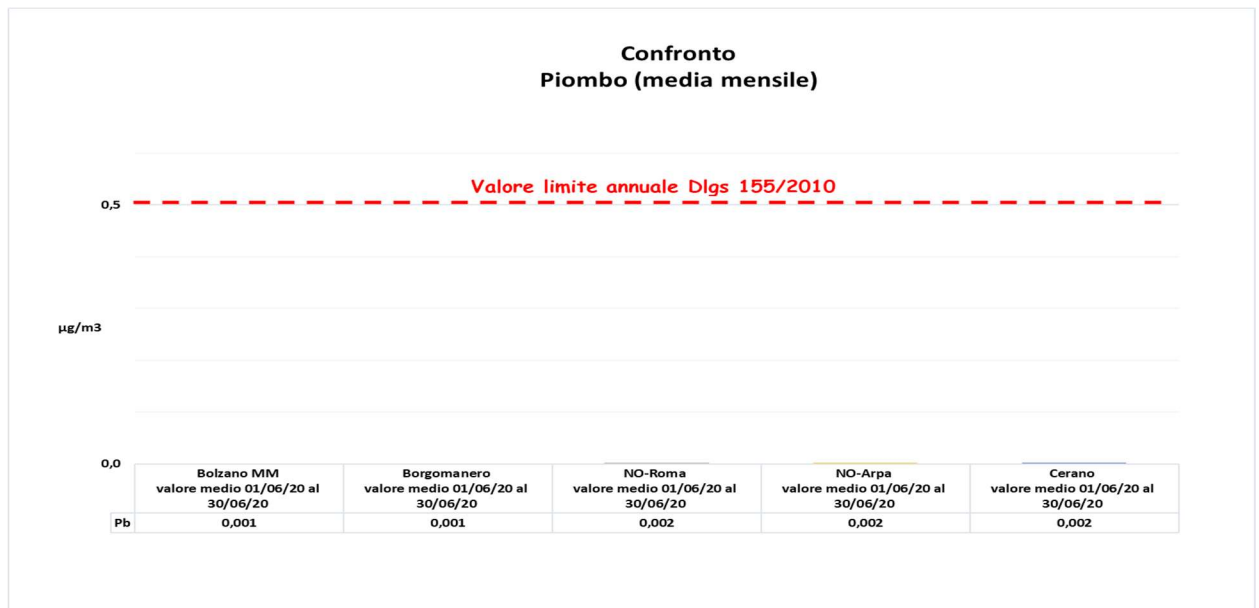 Confronto
Piombo (media mensile)
Valore limite annuale Dlgs 155/2010
0,5
µg/m3
0,0
Bolzano MM
valore medio 01/06/20 al
30/06/20
Borgomanero
valore medio 01/06/20 al
30/06/20
NO-Roma
valore medio 01/06/20 al
30/06/20
NO-Arpa
valore medio 01/06/20 al
30/06/20
Cerano
valore medio 01/06/20 al
30/06/20
Pb 0,001 0,001 0,002 0,002 0,002